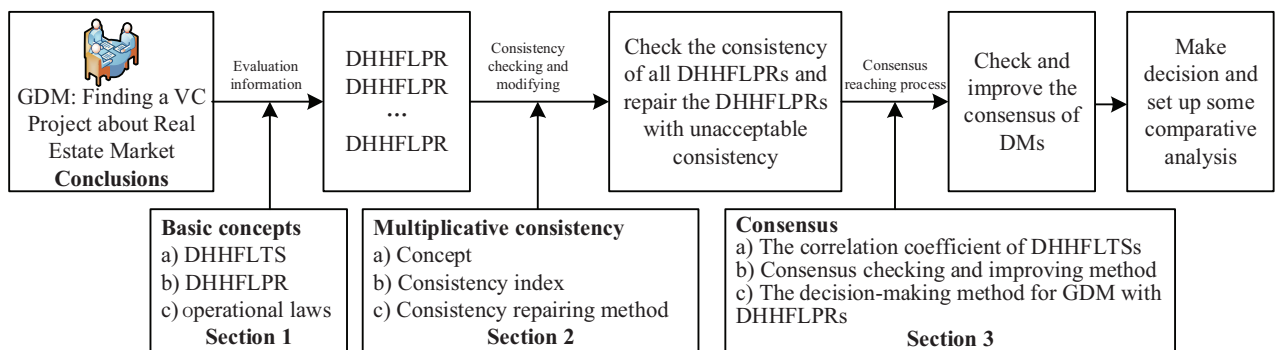 GDM: Finding a VC
Project about Real
Estate Market
Conclusions
Evaluation
information
DHHFLPR
DHHFLPR
...
DHHFLPR
Consistency
checking and
modifying
Check the consistency
of all DHHFLPRs and
repair the DHHFLPRs
with unacceptable
consistency
Consensus
reaching process
Check and
improve the
consensus of
DMs
Make
decision and
set up some
comparative
analysis
Basic concepts
a) DHHFLTS
b) DHHFLPR
c) operational laws
Section 1
Multiplicative consistency
a) Concept
b) Consistency index
c) Consistency repairing method
Section 2
Consensus
a) The correlation coefficient of DHHFLTSs
b) Consensus checking and improving method
c) The decision-making method for GDM with
DHHFLPRs
Section 3